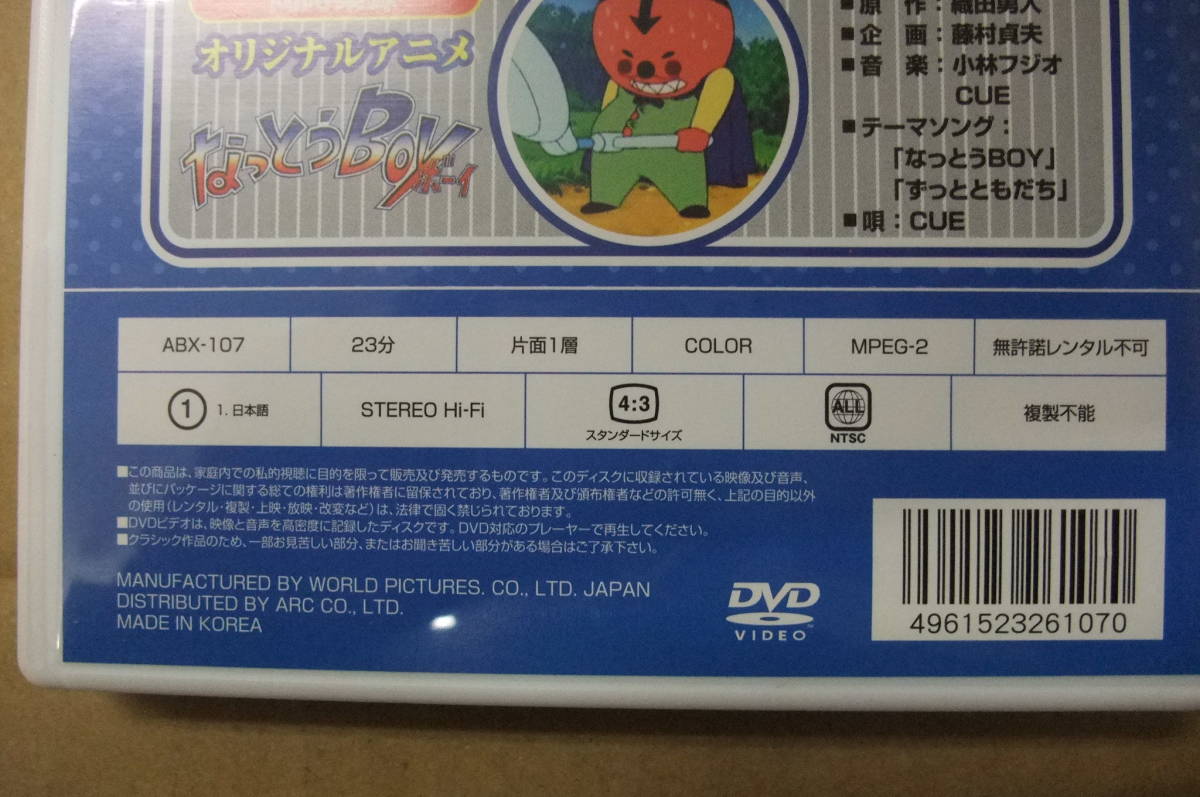 オリジナルアニメ
なっとうBOY
ボーイ
■原 作：織田勇人
■企 画：藤村貞夫
■音 楽：小林フジオ
CUE
■テーマソング：
「なっとうBOY」
「ずっとともだち」
■唄：CUE
ABX-107 23分 片面1層 COLOR MPEG-2 無許諾レンタル不可
1 1. 日本語 STEREO Hi-Fi 4:3 スタンダードサイズ ALL NTSC 複製不能
■この商品は、家庭内での私的視聴に目的を限って販売及び発売するものです。このディスクに収録されている映像及び音声、
並びにパッケージに関する総ての権利は著作権者に留保されており、著作権者及び頒布権者などの許可無く、上記の目的以外
の使用（レンタル・複製・上映・放映・改変など）は、法律で固く禁じられております。
■DVDビデオは、映像と音声を高密度に記録したディスクです。DVD対応のプレーヤーで再生してください。
■クラシック作品のため、一部お見苦しい部分、またはお聞き苦しい部分がある場合はご了承下さい。
MANUFACTURED BY WORLD PICTURES. CO., LTD. JAPAN
DISTRIBUTED BY ARC CO., LTD.
MADE IN KOREA
DVD
VIDEO
4961523261070